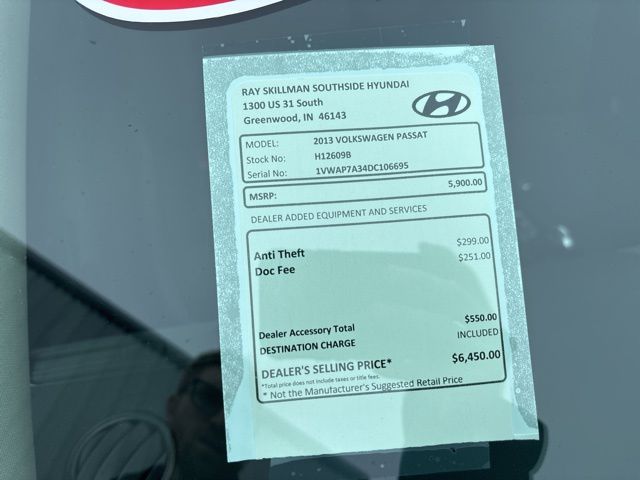 RAY SKILLMAN SOUTHSIDE HYUNDAI
1300 US 31 South
Greenwood, IN 46143
MODEL: 2013 VOLKSWAGEN PASSAT
Stock No: H12609B
Serial No: 1VWAP7A34DC106695
MSRP: 5,900.00
DEALER ADDED EQUIPMENT AND SERVICES
Anti Theft $299.00
Doc Fee $251.00
Dealer Accessory Total $550.00
DESTINATION CHARGE INCLUDED
DEALER'S SELLING PRICE* $6,450.00
*Total price does not include taxes or title fees.
* Not the Manufacturer's Suggested Retail Price